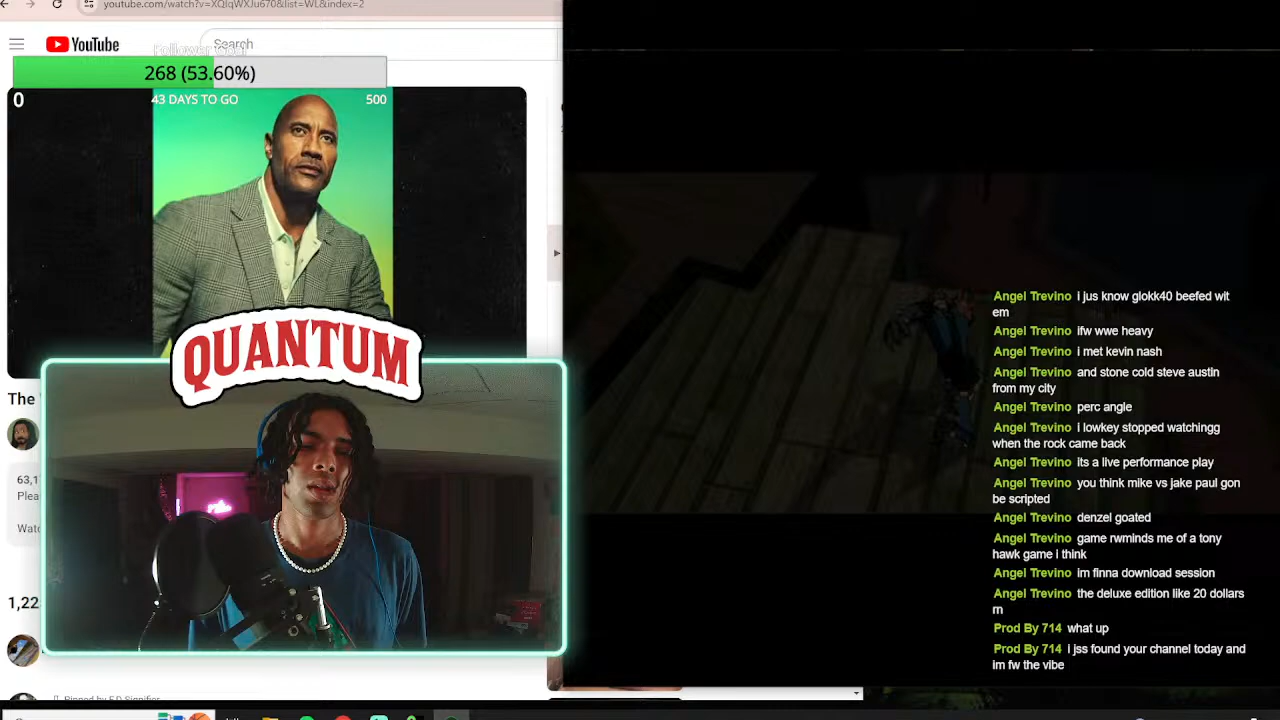 youtube.com/watch?v=XQIqWXJu670&list=WL&index=2
YouTube
Search
268 (53.60%)
0
43 DAYS TO GO
500
QUANTUM
The
63,1
Plea
Watc
1,22
Angel Trevino i jus know glokk40 beefed wit
em
Angel Trevino ifw wwe heavy
Angel Trevino i met kevin nash
Angel Trevino and stone cold steve austin
from my city
Angel Trevino perc angle
Angel Trevino i lowkey stopped watchingg
when the rock came back
Angel Trevino its a live performance play
Angel Trevino you think mike vs jake paul gon
be scripted
Angel Trevino denzel goated
Angel Trevino game rwminds me of a tony
hawk game i think
Angel Trevino im finna download session
Angel Trevino the deluxe edition like 20 dollars
m
Prod By 714 what up
Prod By 714 i jss found your channel today and
im fw the vibe